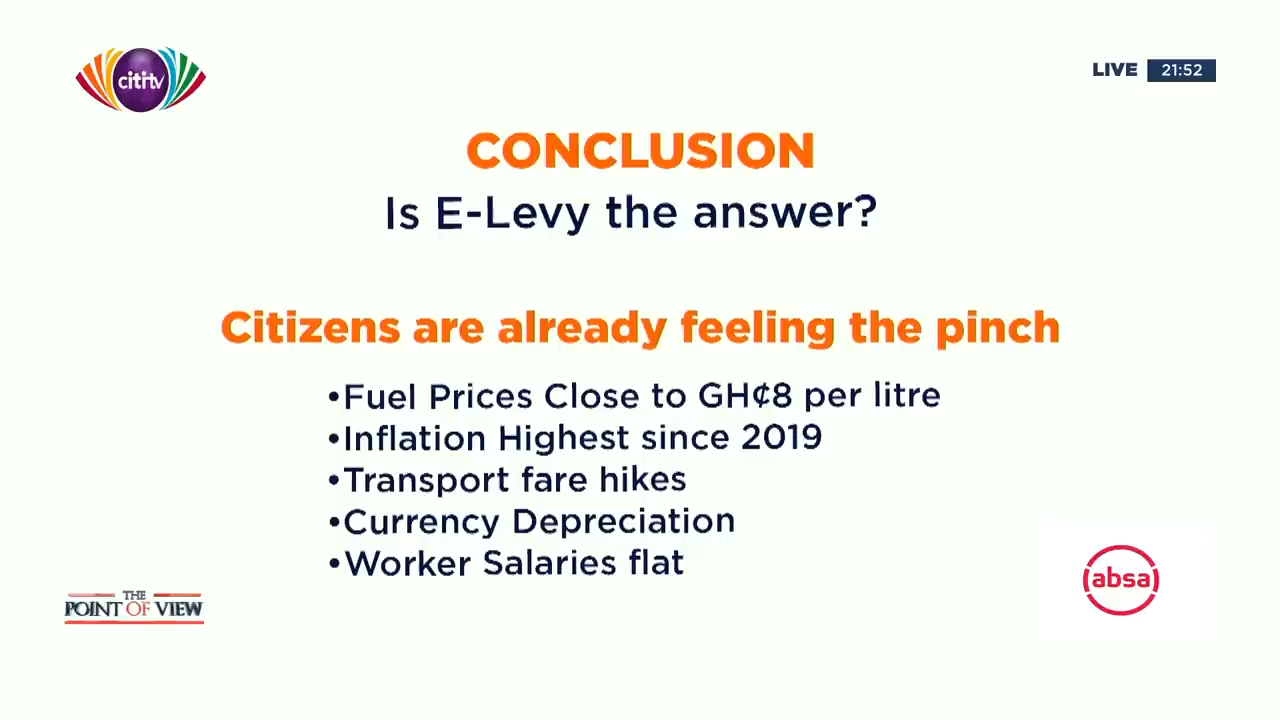 cititv
LIVE 21:52
CONCLUSION
Is E-Levy the answer?
Citizens are already feeling the pinch
•Fuel Prices Close to GH¢8 per litre
•Inflation Highest since 2019
•Transport fare hikes
•Currency Depreciation
•Worker Salaries flat
THE
POINT OF VIEW
absa